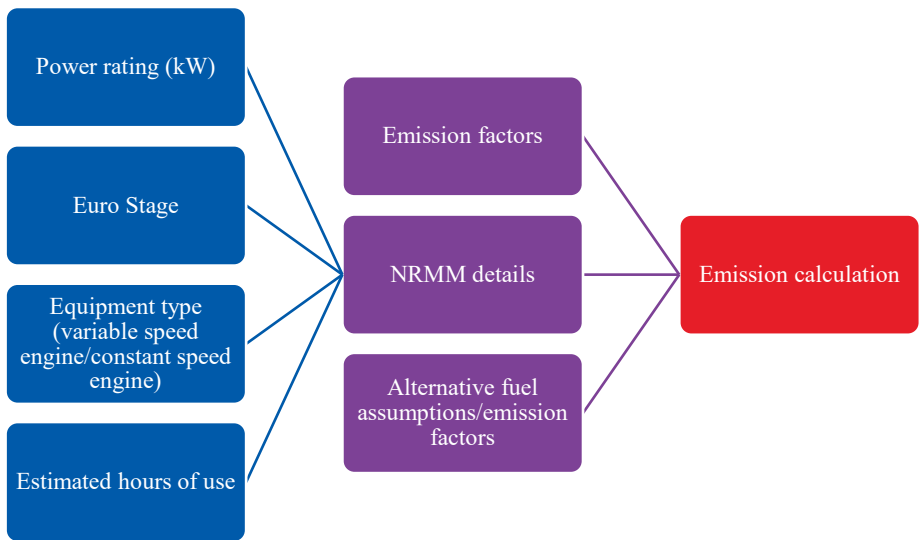 Power rating (kW)
Euro Stage
Equipment type
(variable speed
engine/constant speed
engine)
Estimated hours of use
Emission factors
NRMM details
Alternative fuel
assumptions/emission
factors
Emission calculation